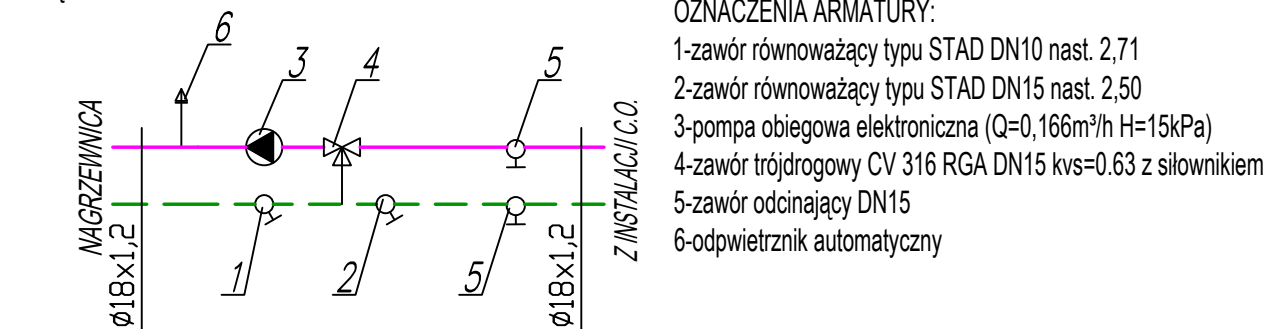 OZNACZENIA ARMATURY:
1-zawór równoważący typu STAD DN10 nast. 2,71
2-zawór równoważący typu STAD DN15 nast. 2,50
3-pompa obiegowa elektroniczna (Q=0,166m³/h H=15kPa)
4-zawór trójdrogowy CV 316 RGA DN15 kvs=0.63 z siłownikiem
5-zawór odcinający DN15
6-odpwietrznik automatyczny
6
3
4
5
NAGRZEWNICA
Z INSTALACJI C.O.
1
2
5
ø18x1,2
ø18x1,2